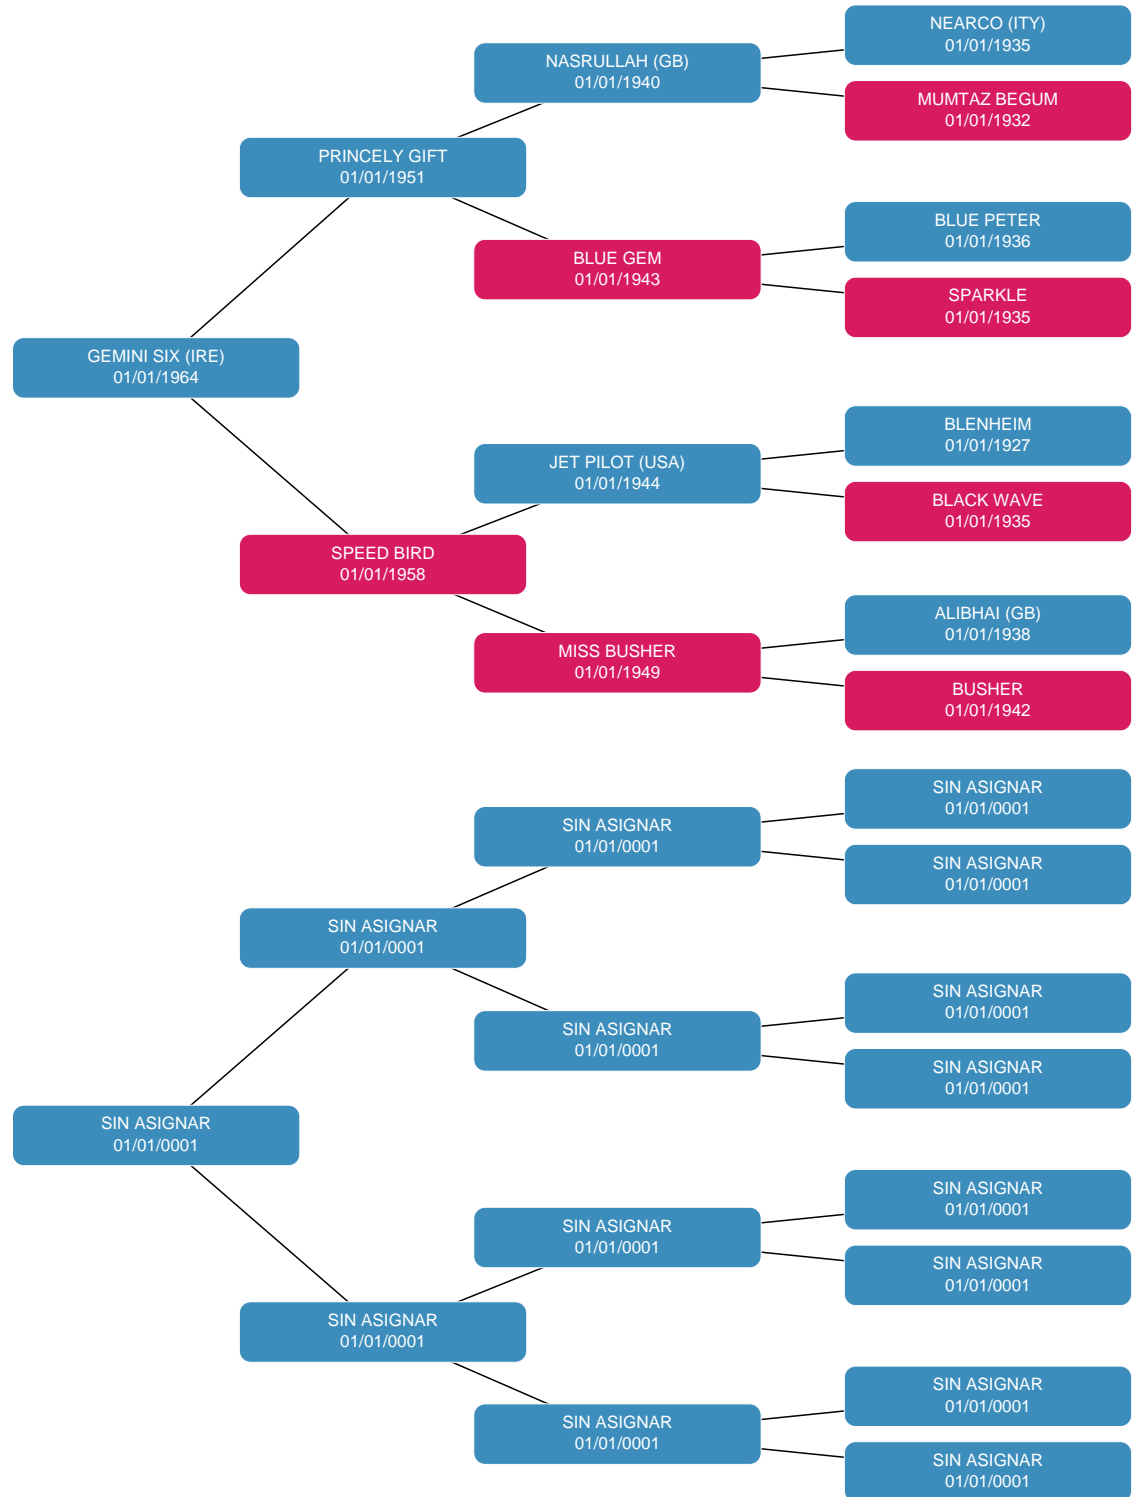 NEARCO (ITY)
01/01/1935
NASRULLAH (GB)
01/01/1940
MUMTAZ BEGUM
01/01/1932
PRINCELY GIFT
01/01/1951
BLUE PETER
01/01/1936
BLUE GEM
01/01/1943
SPARKLE
01/01/1935
GEMINI SIX (IRE)
01/01/1964
BLENHEIM
01/01/1927
JET PILOT (USA)
01/01/1944
BLACK WAVE
01/01/1935
SPEED BIRD
01/01/1958
ALIBHAI (GB)
01/01/1938
MISS BUSHER
01/01/1949
BUSHER
01/01/1942
SIN ASIGNAR
01/01/0001
SIN ASIGNAR
01/01/0001
SIN ASIGNAR
01/01/0001
SIN ASIGNAR
01/01/0001
SIN ASIGNAR
01/01/0001
SIN ASIGNAR
01/01/0001
SIN ASIGNAR
01/01/0001
SIN ASIGNAR
01/01/0001
SIN ASIGNAR
01/01/0001
SIN ASIGNAR
01/01/0001
SIN ASIGNAR
01/01/0001
SIN ASIGNAR
01/01/0001
SIN ASIGNAR
01/01/0001
SIN ASIGNAR
01/01/0001
SIN ASIGNAR
01/01/0001